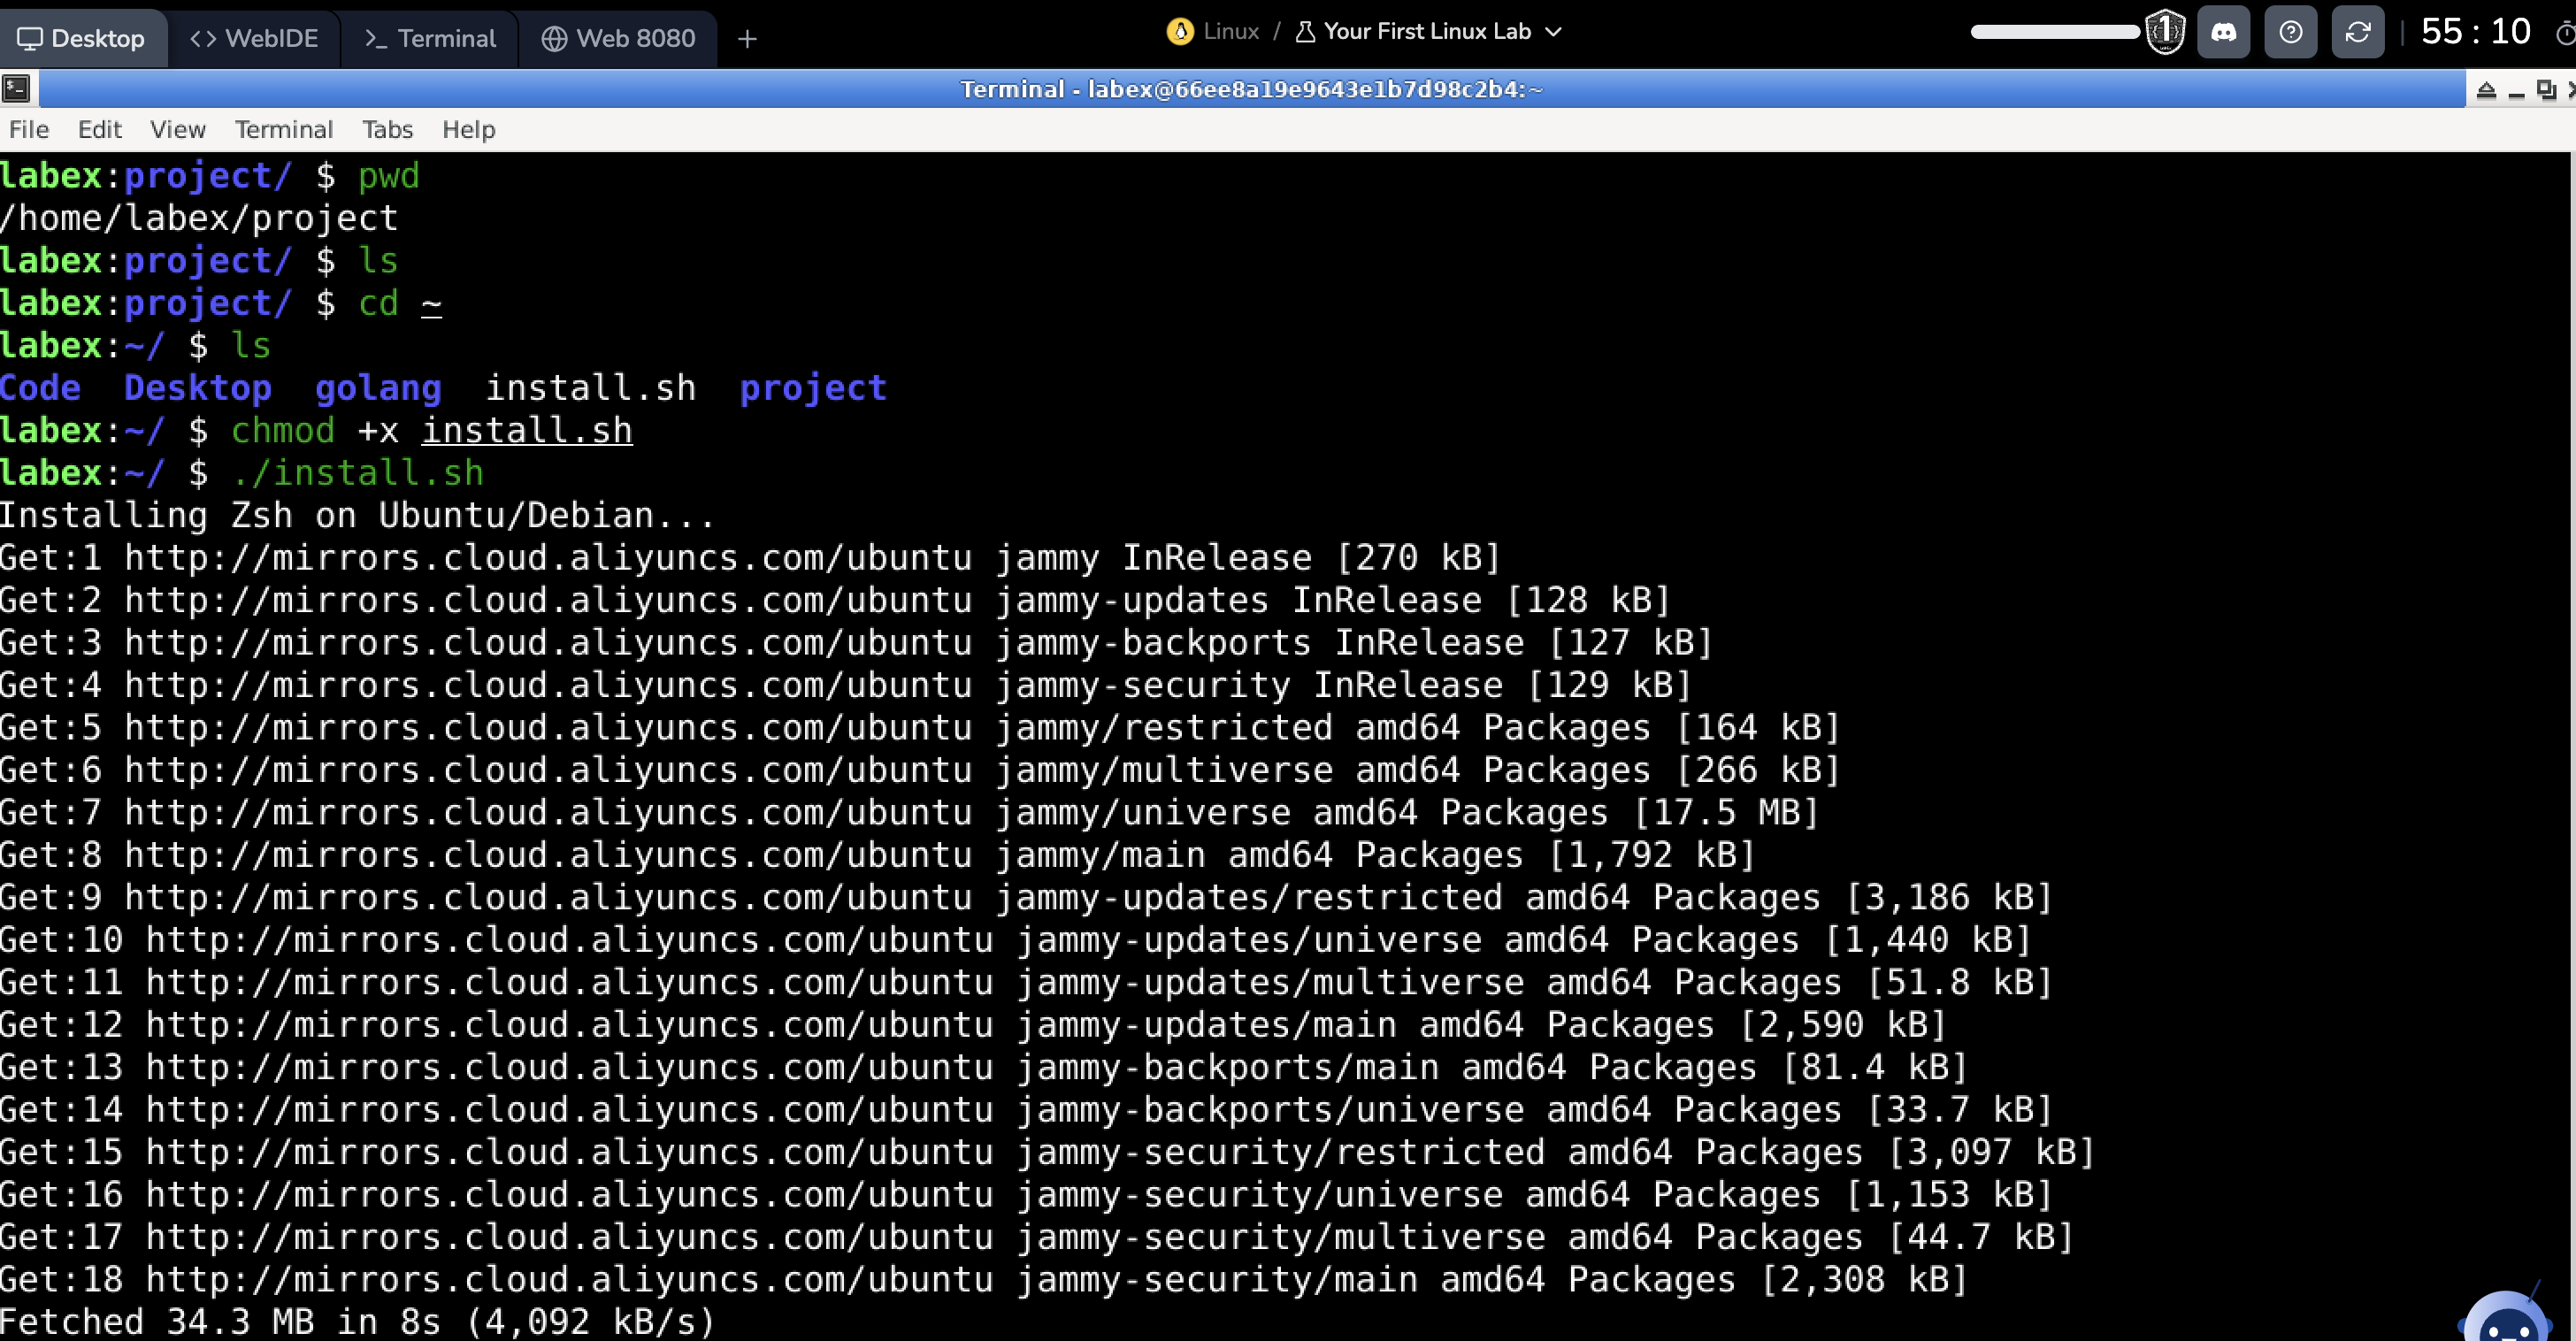 Desktop WebIDE Terminal Web 8080 Linux / Your First Linux Lab 55 : 10
Terminal - labex@66ee8a19e9643e1b7d98c2b4:~
File Edit View Terminal Tabs Help
labex:project/ $ pwd
/home/labex/project
labex:project/ $ ls
labex:project/ $ cd ~
labex:~/ $ ls
Code Desktop golang install.sh project
labex:~/ $ chmod +x install.sh
labex:~/ $ ./install.sh
Installing Zsh on Ubuntu/Debian...
Get:1 http://mirrors.cloud.aliyuncs.com/ubuntu jammy InRelease [270 kB]
Get:2 http://mirrors.cloud.aliyuncs.com/ubuntu jammy-updates InRelease [128 kB]
Get:3 http://mirrors.cloud.aliyuncs.com/ubuntu jammy-backports InRelease [127 kB]
Get:4 http://mirrors.cloud.aliyuncs.com/ubuntu jammy-security InRelease [129 kB]
Get:5 http://mirrors.cloud.aliyuncs.com/ubuntu jammy/restricted amd64 Packages [164 kB]
Get:6 http://mirrors.cloud.aliyuncs.com/ubuntu jammy/multiverse amd64 Packages [266 kB]
Get:7 http://mirrors.cloud.aliyuncs.com/ubuntu jammy/universe amd64 Packages [17.5 MB]
Get:8 http://mirrors.cloud.aliyuncs.com/ubuntu jammy/main amd64 Packages [1,792 kB]
Get:9 http://mirrors.cloud.aliyuncs.com/ubuntu jammy-updates/restricted amd64 Packages [3,186 kB]
Get:10 http://mirrors.cloud.aliyuncs.com/ubuntu jammy-updates/universe amd64 Packages [1,440 kB]
Get:11 http://mirrors.cloud.aliyuncs.com/ubuntu jammy-updates/multiverse amd64 Packages [51.8 kB]
Get:12 http://mirrors.cloud.aliyuncs.com/ubuntu jammy-updates/main amd64 Packages [2,590 kB]
Get:13 http://mirrors.cloud.aliyuncs.com/ubuntu jammy-backports/main amd64 Packages [81.4 kB]
Get:14 http://mirrors.cloud.aliyuncs.com/ubuntu jammy-backports/universe amd64 Packages [33.7 kB]
Get:15 http://mirrors.cloud.aliyuncs.com/ubuntu jammy-security/restricted amd64 Packages [3,097 kB]
Get:16 http://mirrors.cloud.aliyuncs.com/ubuntu jammy-security/universe amd64 Packages [1,153 kB]
Get:17 http://mirrors.cloud.aliyuncs.com/ubuntu jammy-security/multiverse amd64 Packages [44.7 kB]
Get:18 http://mirrors.cloud.aliyuncs.com/ubuntu jammy-security/main amd64 Packages [2,308 kB]
Fetched 34.3 MB in 8s (4,092 kB/s)